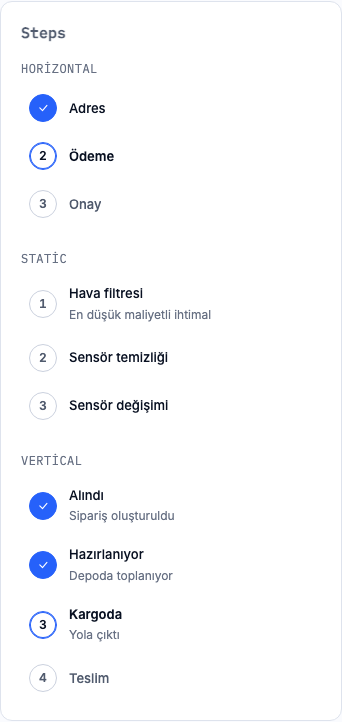 Steps
HORİZONTAL
Adres
2 Ödeme
3 Onay
STATİC
1 Hava filtresi
En düşük maliyetli ihtimal
2 Sensör temizliği
3 Sensör değişimi
VERTİCAL
Alındı
Sipariş oluşturuldu
Hazırlanıyor
Depoda toplanıyor
3 Kargoda
Yola çıktı
4 Teslim